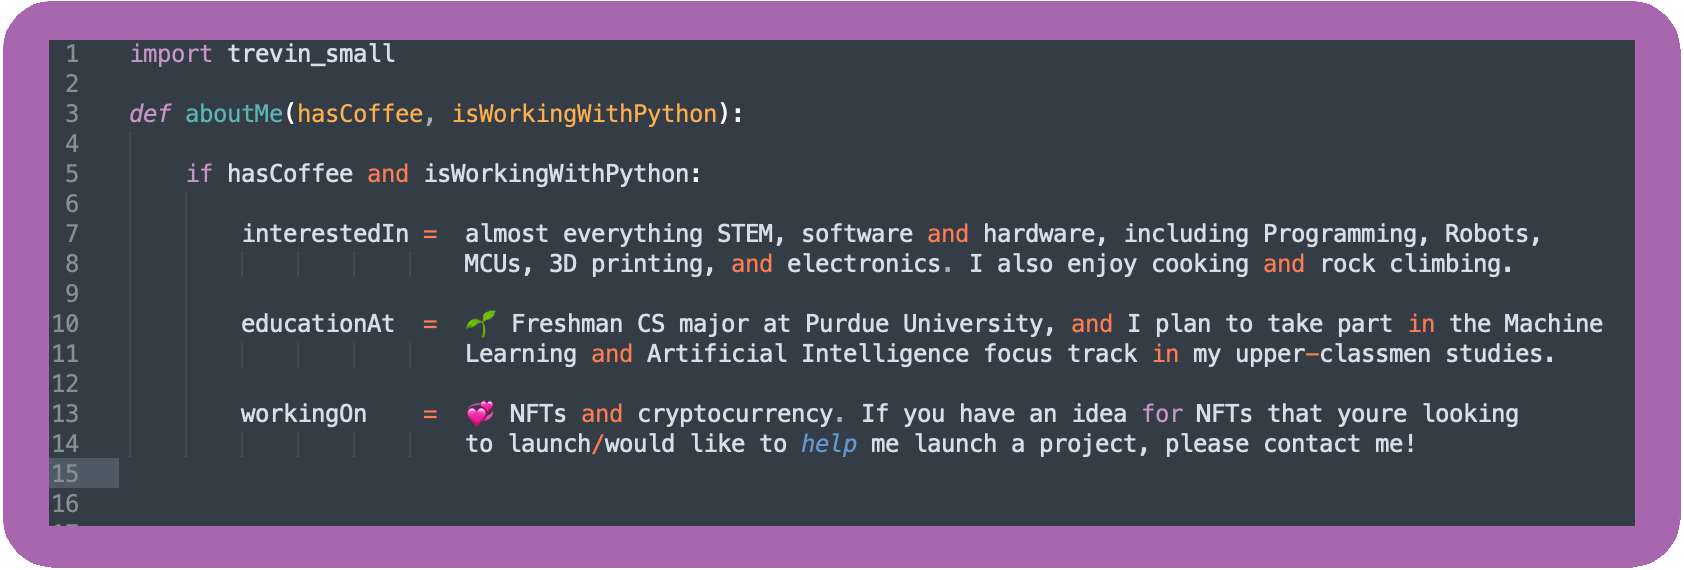 1 import trevin_small
2
3 def aboutMe(hasCoffee, isWorkingWithPython):
4
5 if hasCoffee and isWorkingWithPython:
6
7 interestedIn = almost everything STEM, software and hardware, including Programming, Robots,
8 MCUs, 3D printing, and electronics. I also enjoy cooking and rock climbing.
9
10 educationAt = 🌱 Freshman CS major at Purdue University, and I plan to take part in the Machine
11 Learning and Artificial Intelligence focus track in my upper-classmen studies.
12
13 workingOn = 💞 NFTs and cryptocurrency. If you have an idea for NFTs that youre looking
14 to launch/would like to help me launch a project, please contact me!
15
16